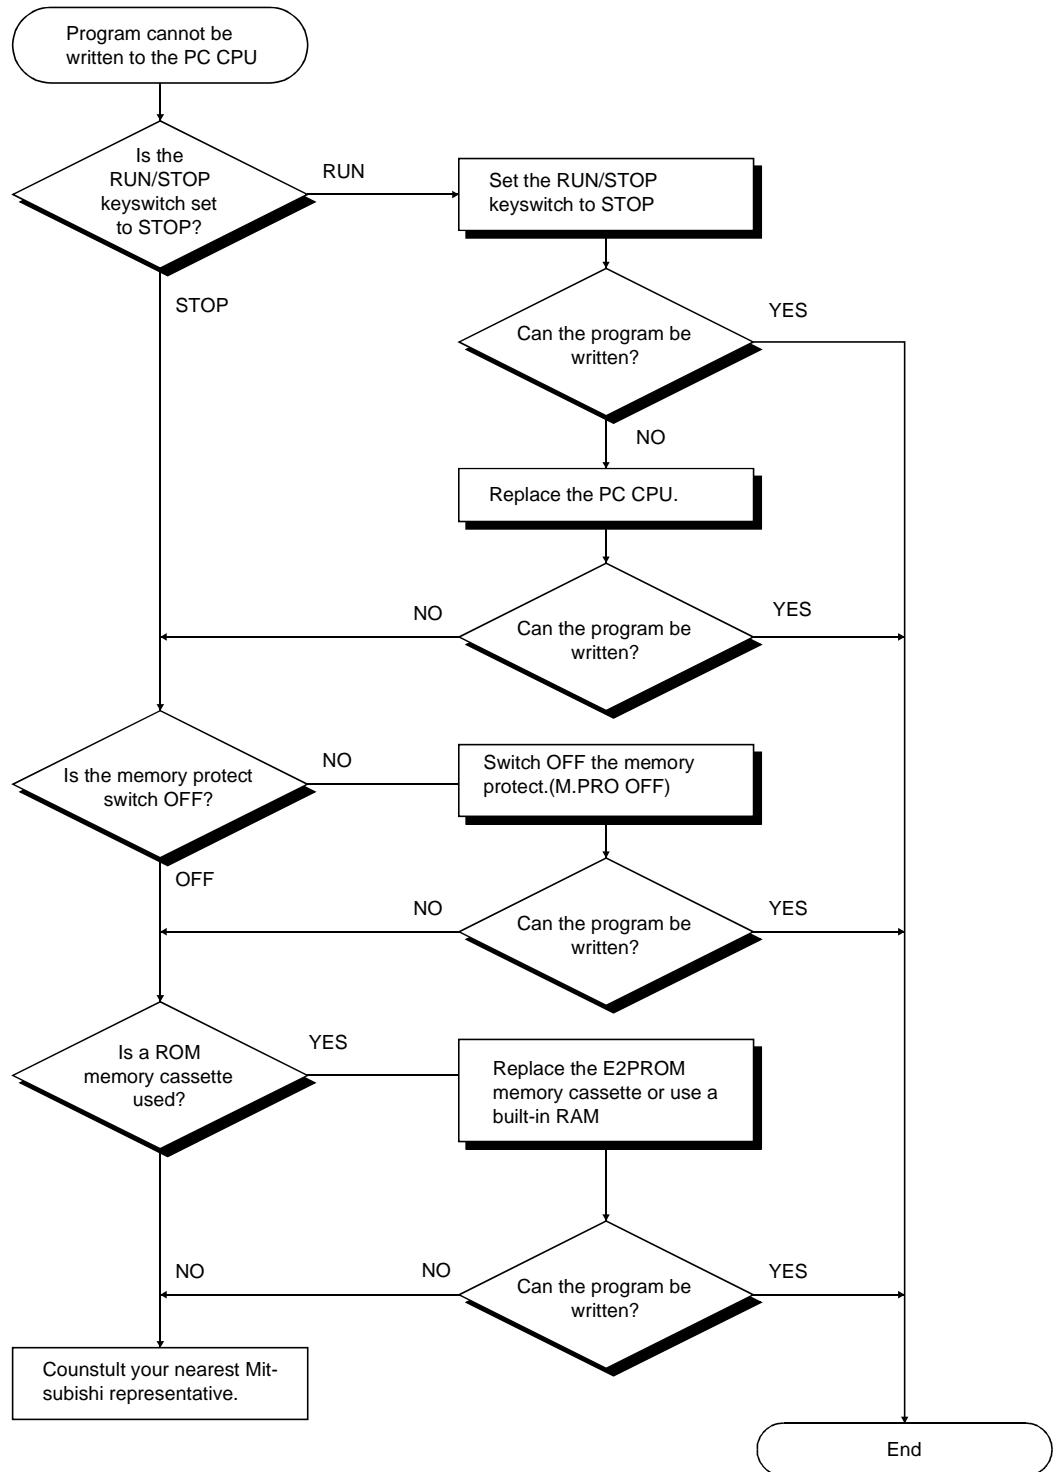 Program cannot be
written to the PC CPU
Is the
RUN/STOP
keyswitch set
to STOP?
RUN
Set the RUN/STOP
keyswitch to STOP
STOP
Can the program be
written?
YES
NO
Replace the PC CPU.
Can the program be
written?
NO
YES
Is the memory protect
switch OFF?
NO
Switch OFF the memory
protect.(M.PRO OFF)
OFF
Can the program be
written?
NO
YES
Is a ROM
memory cassette
used?
YES
Replace the E2PROM
memory cassette or use a
built-in RAM
NO
Can the program be
written?
NO
YES
Counstult your nearest Mit-
subishi representative.
End